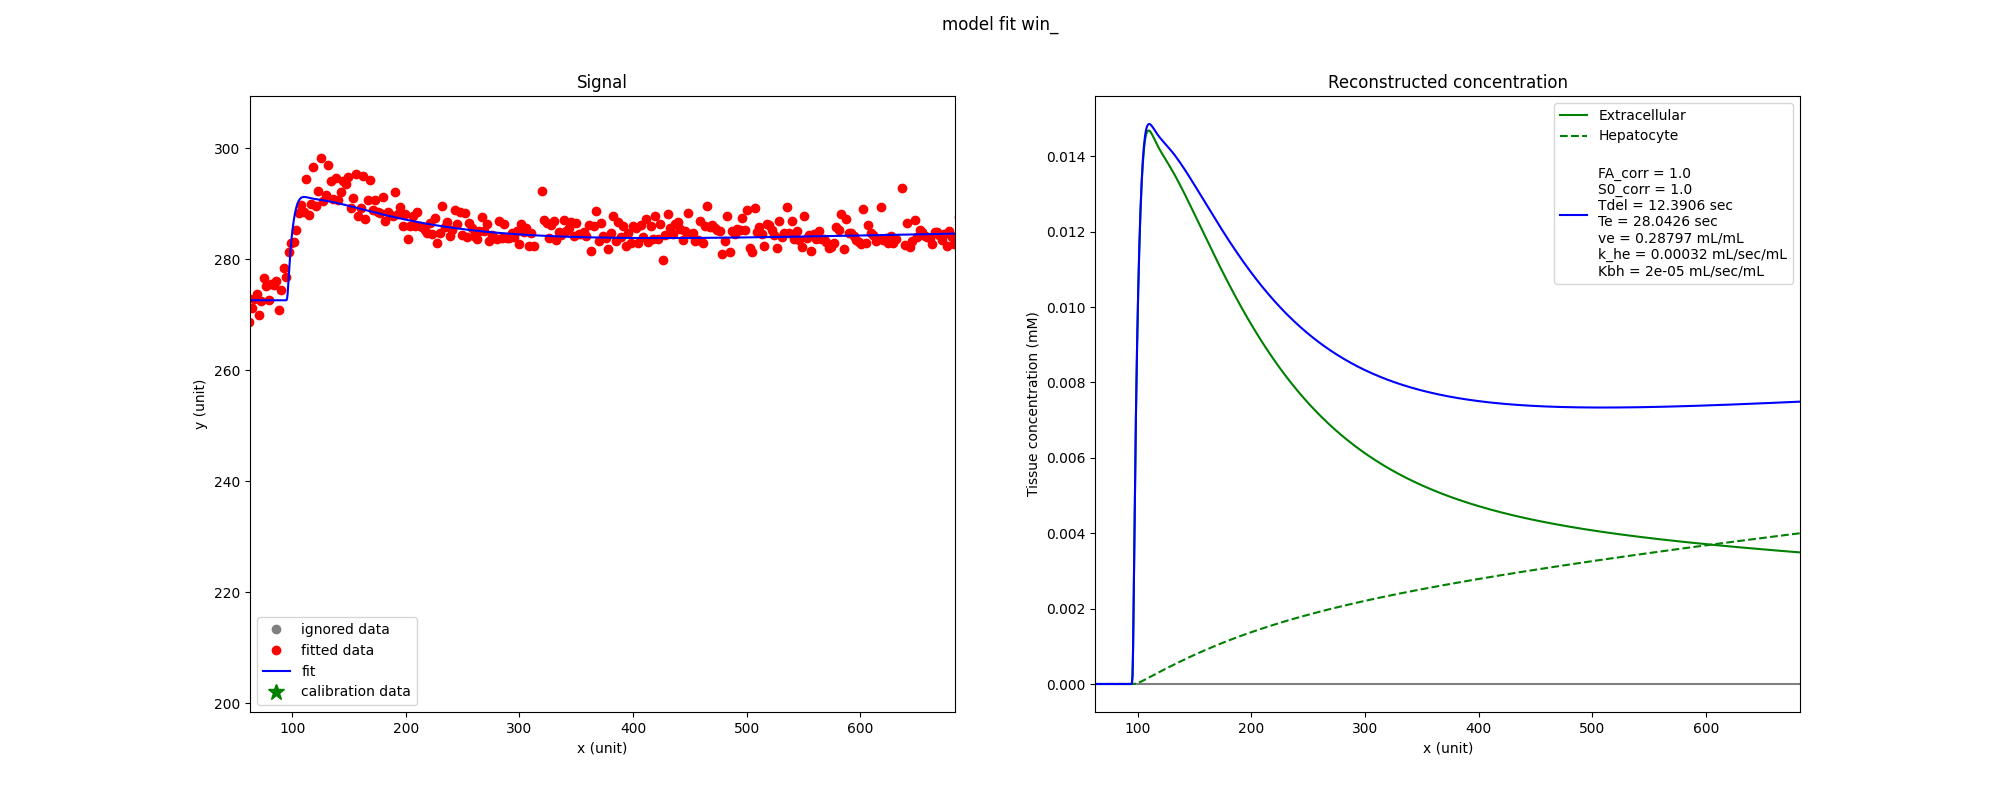 model fit win_
Signal
y (unit)
300
280
260
240
220
200
ignored data
fitted data
fit
calibration data
100
200
300
400
500
600
x (unit)
Reconstructed concentration
Tissue concentration (mM)
0.014
0.012
0.010
0.008
0.006
0.004
0.002
0.000
Extracellular
Hepatocyte
FA_corr = 1.0
S0_corr = 1.0
Tdel = 12.3906 sec
Te = 28.0426 sec
ve = 0.28797 mL/mL
k_he = 0.00032 mL/sec/mL
Kbh = 2e-05 mL/sec/mL
100
200
300
400
500
600
x (unit)